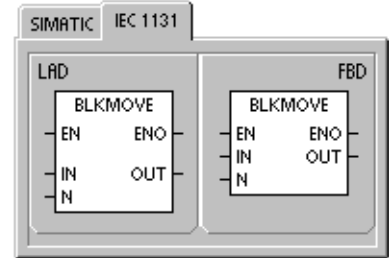 SIMATIC IEC 1131
LAD
BLKMOVE
EN ENO
IN OUT
N
FBD
BLKMOVE
EN ENO
IN OUT
N